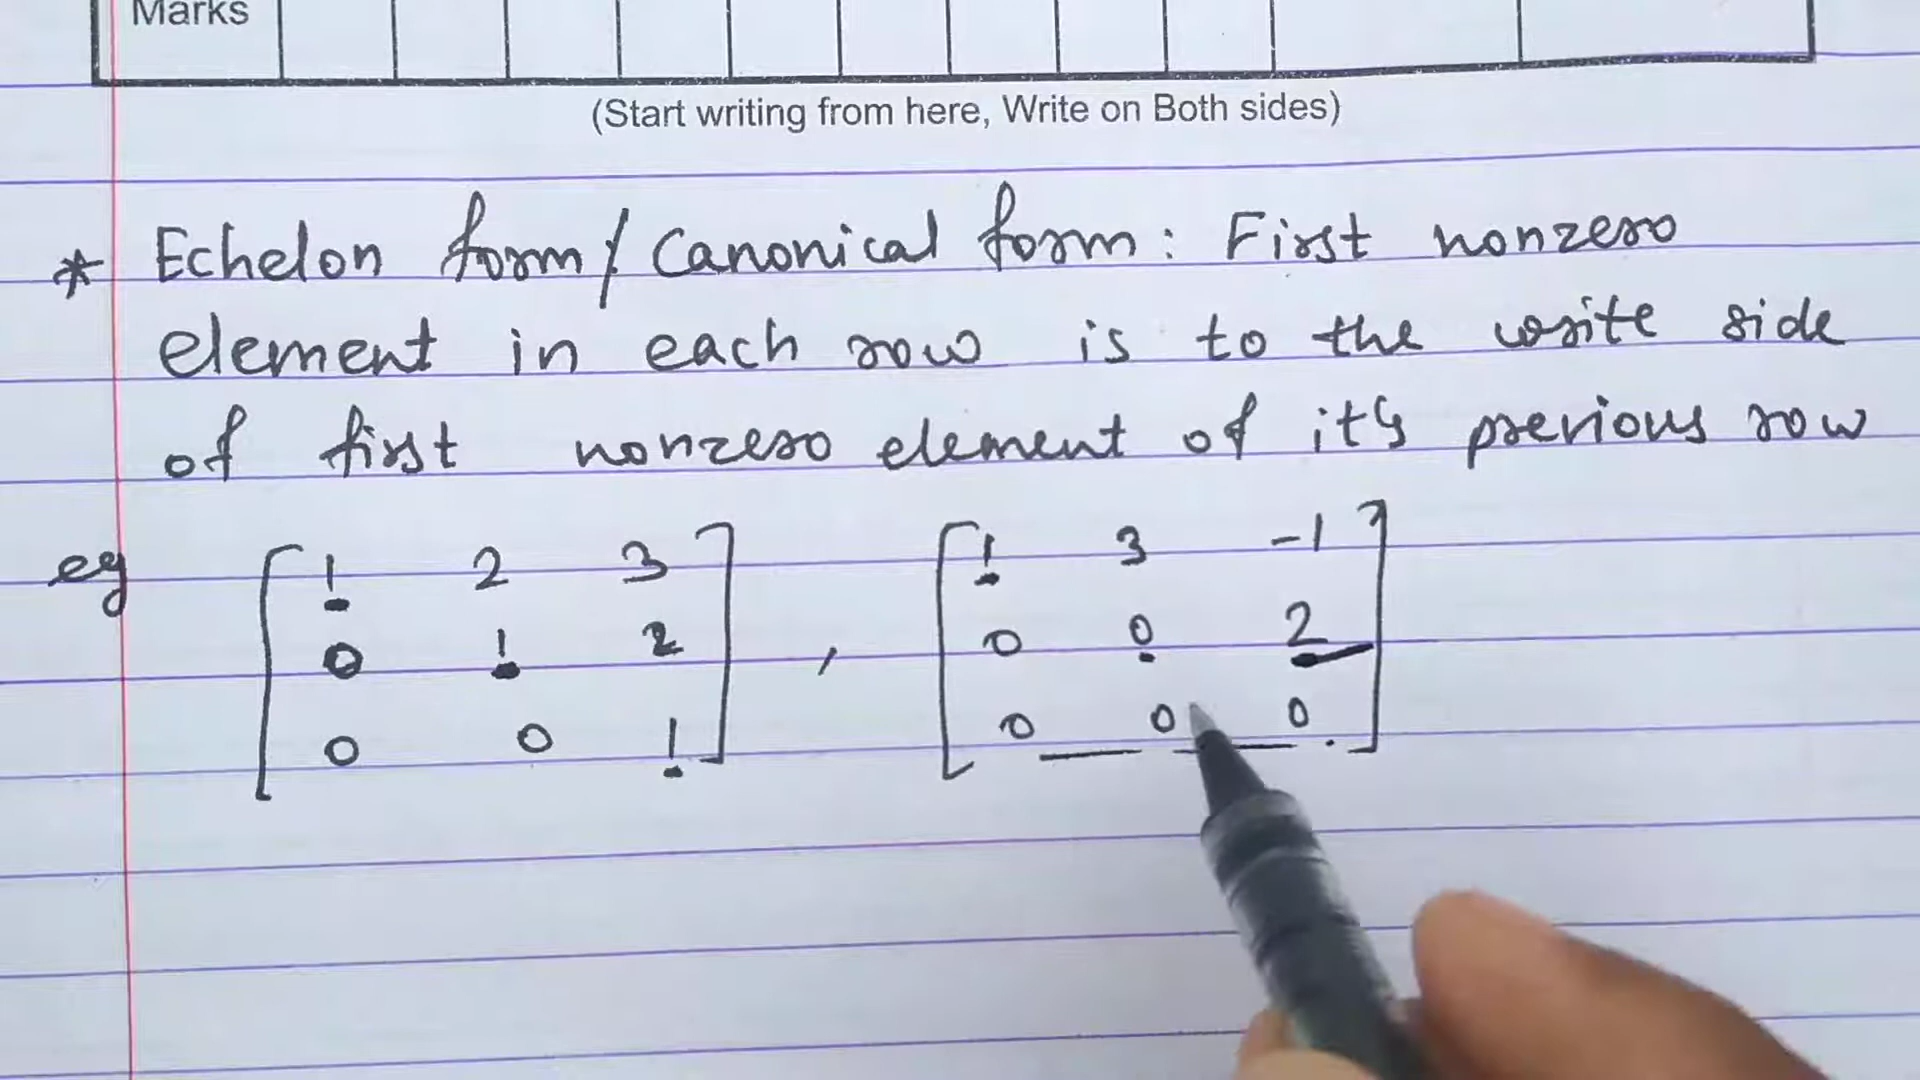 Marks
(Start writing from here, Write on Both sides)
* Echelon form / Canonical form : First nonzero
element in each row is to the write side
of first nonzero element of it's previous row
eg [ 1 2 3 ] , [ 1 3 -1 ]
0 1 2 0 0 2
0 0 1 0 0 0